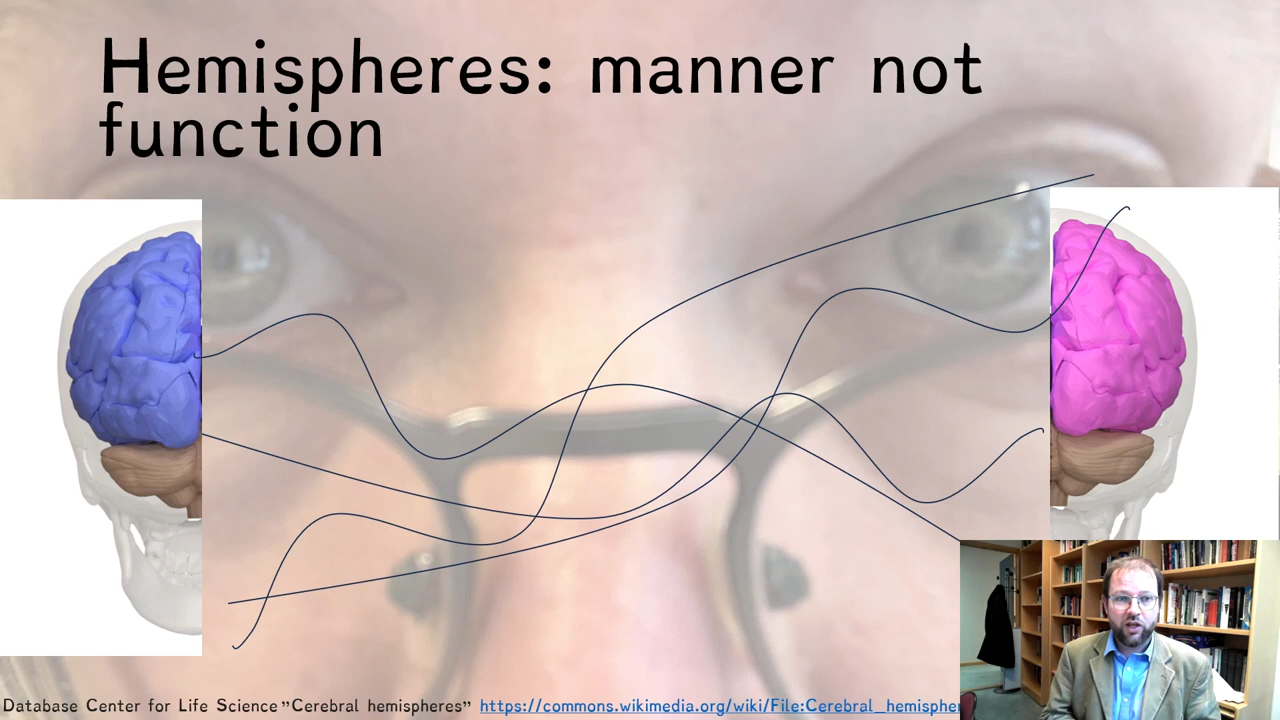 Hemispheres: manner not
function
Database Center for Life Science ”Cerebral hemispheres” https://commons.wikimedia.org/wiki/File:Cerebral_hemispher